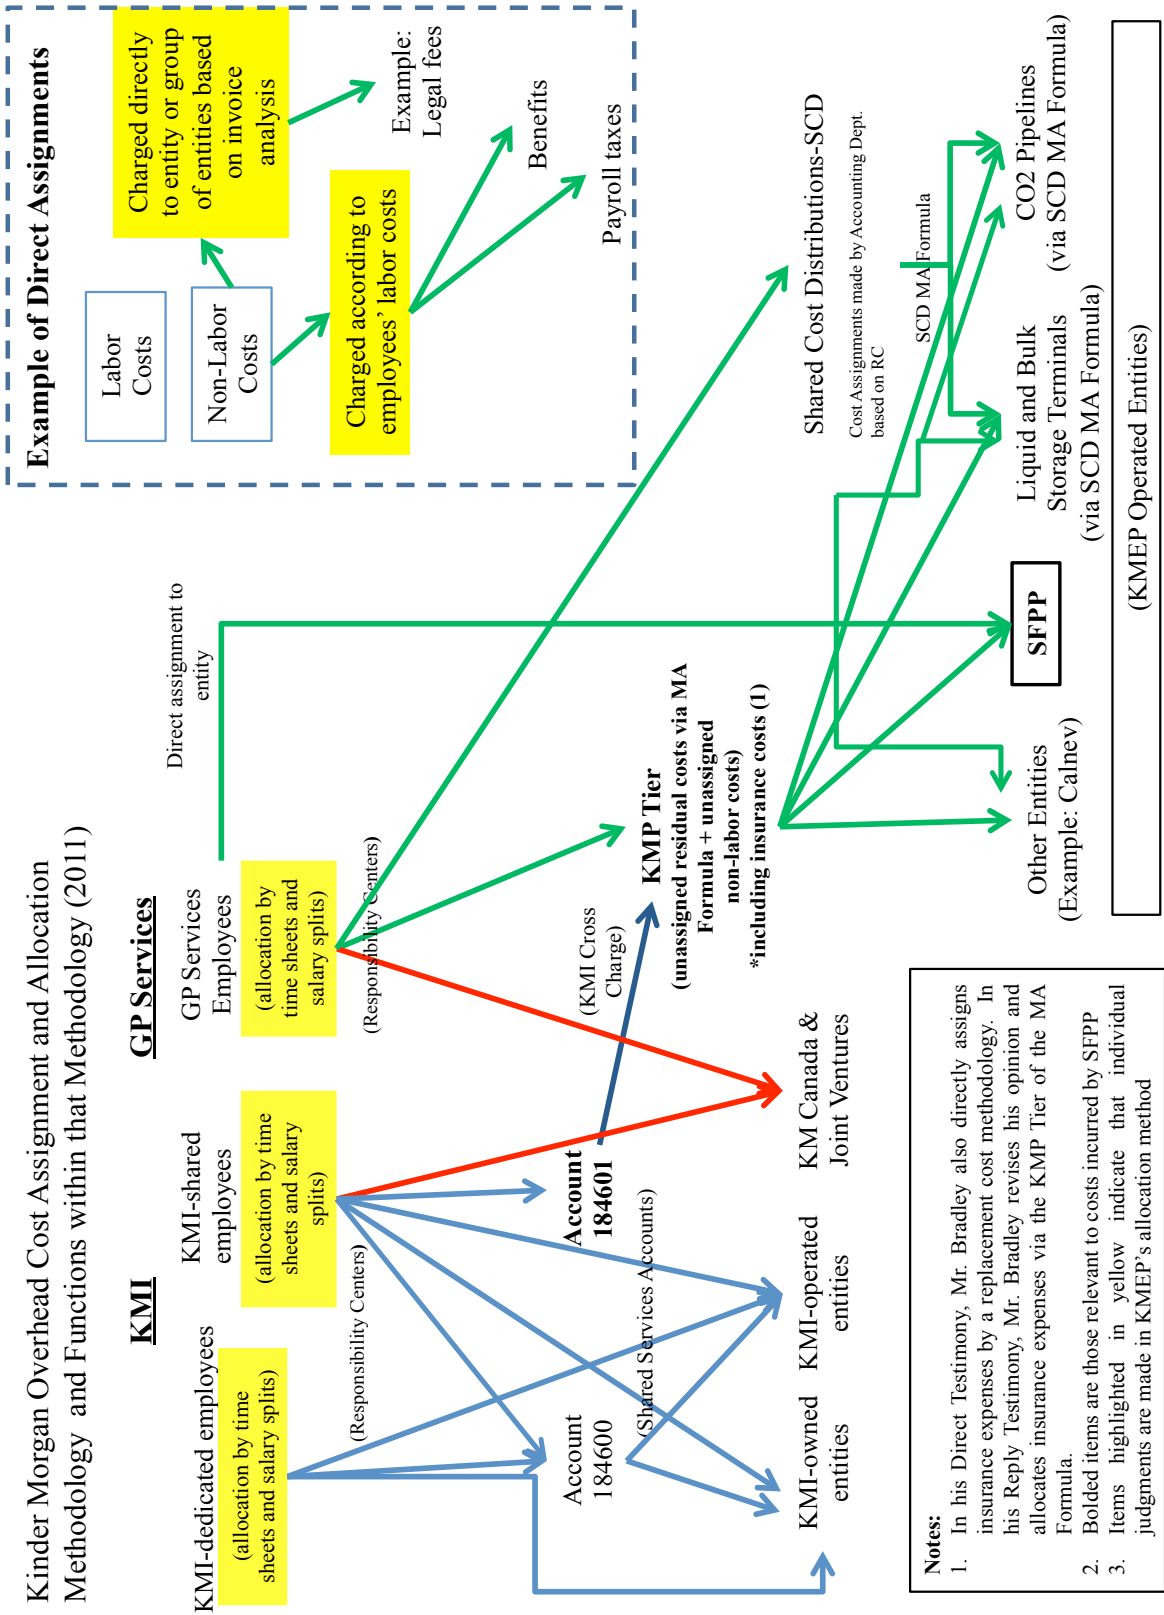 Kinder Morgan Overhead Cost Assignment and Allocation
Methodology and Functions within that Methodology (2011)
KMI
GP Services
KMI-dedicated employees
(allocation by time
sheets and salary splits)
KMI-shared
employees
(allocation by time
sheets and salary
splits)
GP Services
Employees
(allocation by
time sheets and
salary splits)
Direct assignment to
entity
(Responsibility Centers)
(Responsibility Centers)
Example of Direct Assignments
Labor
Costs
Non-Labor
Costs
Charged directly
to entity or group
of entities based
on invoice
analysis
Charged according to
employees’ labor costs
Example:
Legal fees
Benefits
Payroll taxes
Account
184600
Account
184601
(KMI Cross
Charge)
(Shared Services Accounts)
KMP Tier
(unassigned residual costs via MA
Formula + unassigned
non-labor costs)
*including insurance costs (1)
Shared Cost Distributions-SCD
Cost Assignments made by Accounting Dept.
based on RC
SCD MA Formula
KMI-owned
entities
KMI-operated
entities
KM Canada &
Joint Ventures
Other Entities
(Example: Calnev)
SFPP
Liquid and Bulk
Storage Terminals
(via SCD MA Formula)
CO2 Pipelines
(via SCD MA Formula)
(KMEP Operated Entities)
Notes:
1. In his Direct Testimony, Mr. Bradley also directly assigns
insurance expenses by a replacement cost methodology. In
his Reply Testimony, Mr. Bradley revises his opinion and
allocates insurance expenses via the KMP Tier of the MA
Formula.
2. Bolded items are those relevant to costs incurred by SFPP
3. Items highlighted in yellow indicate that individual
judgments are made in KMEP’s allocation method